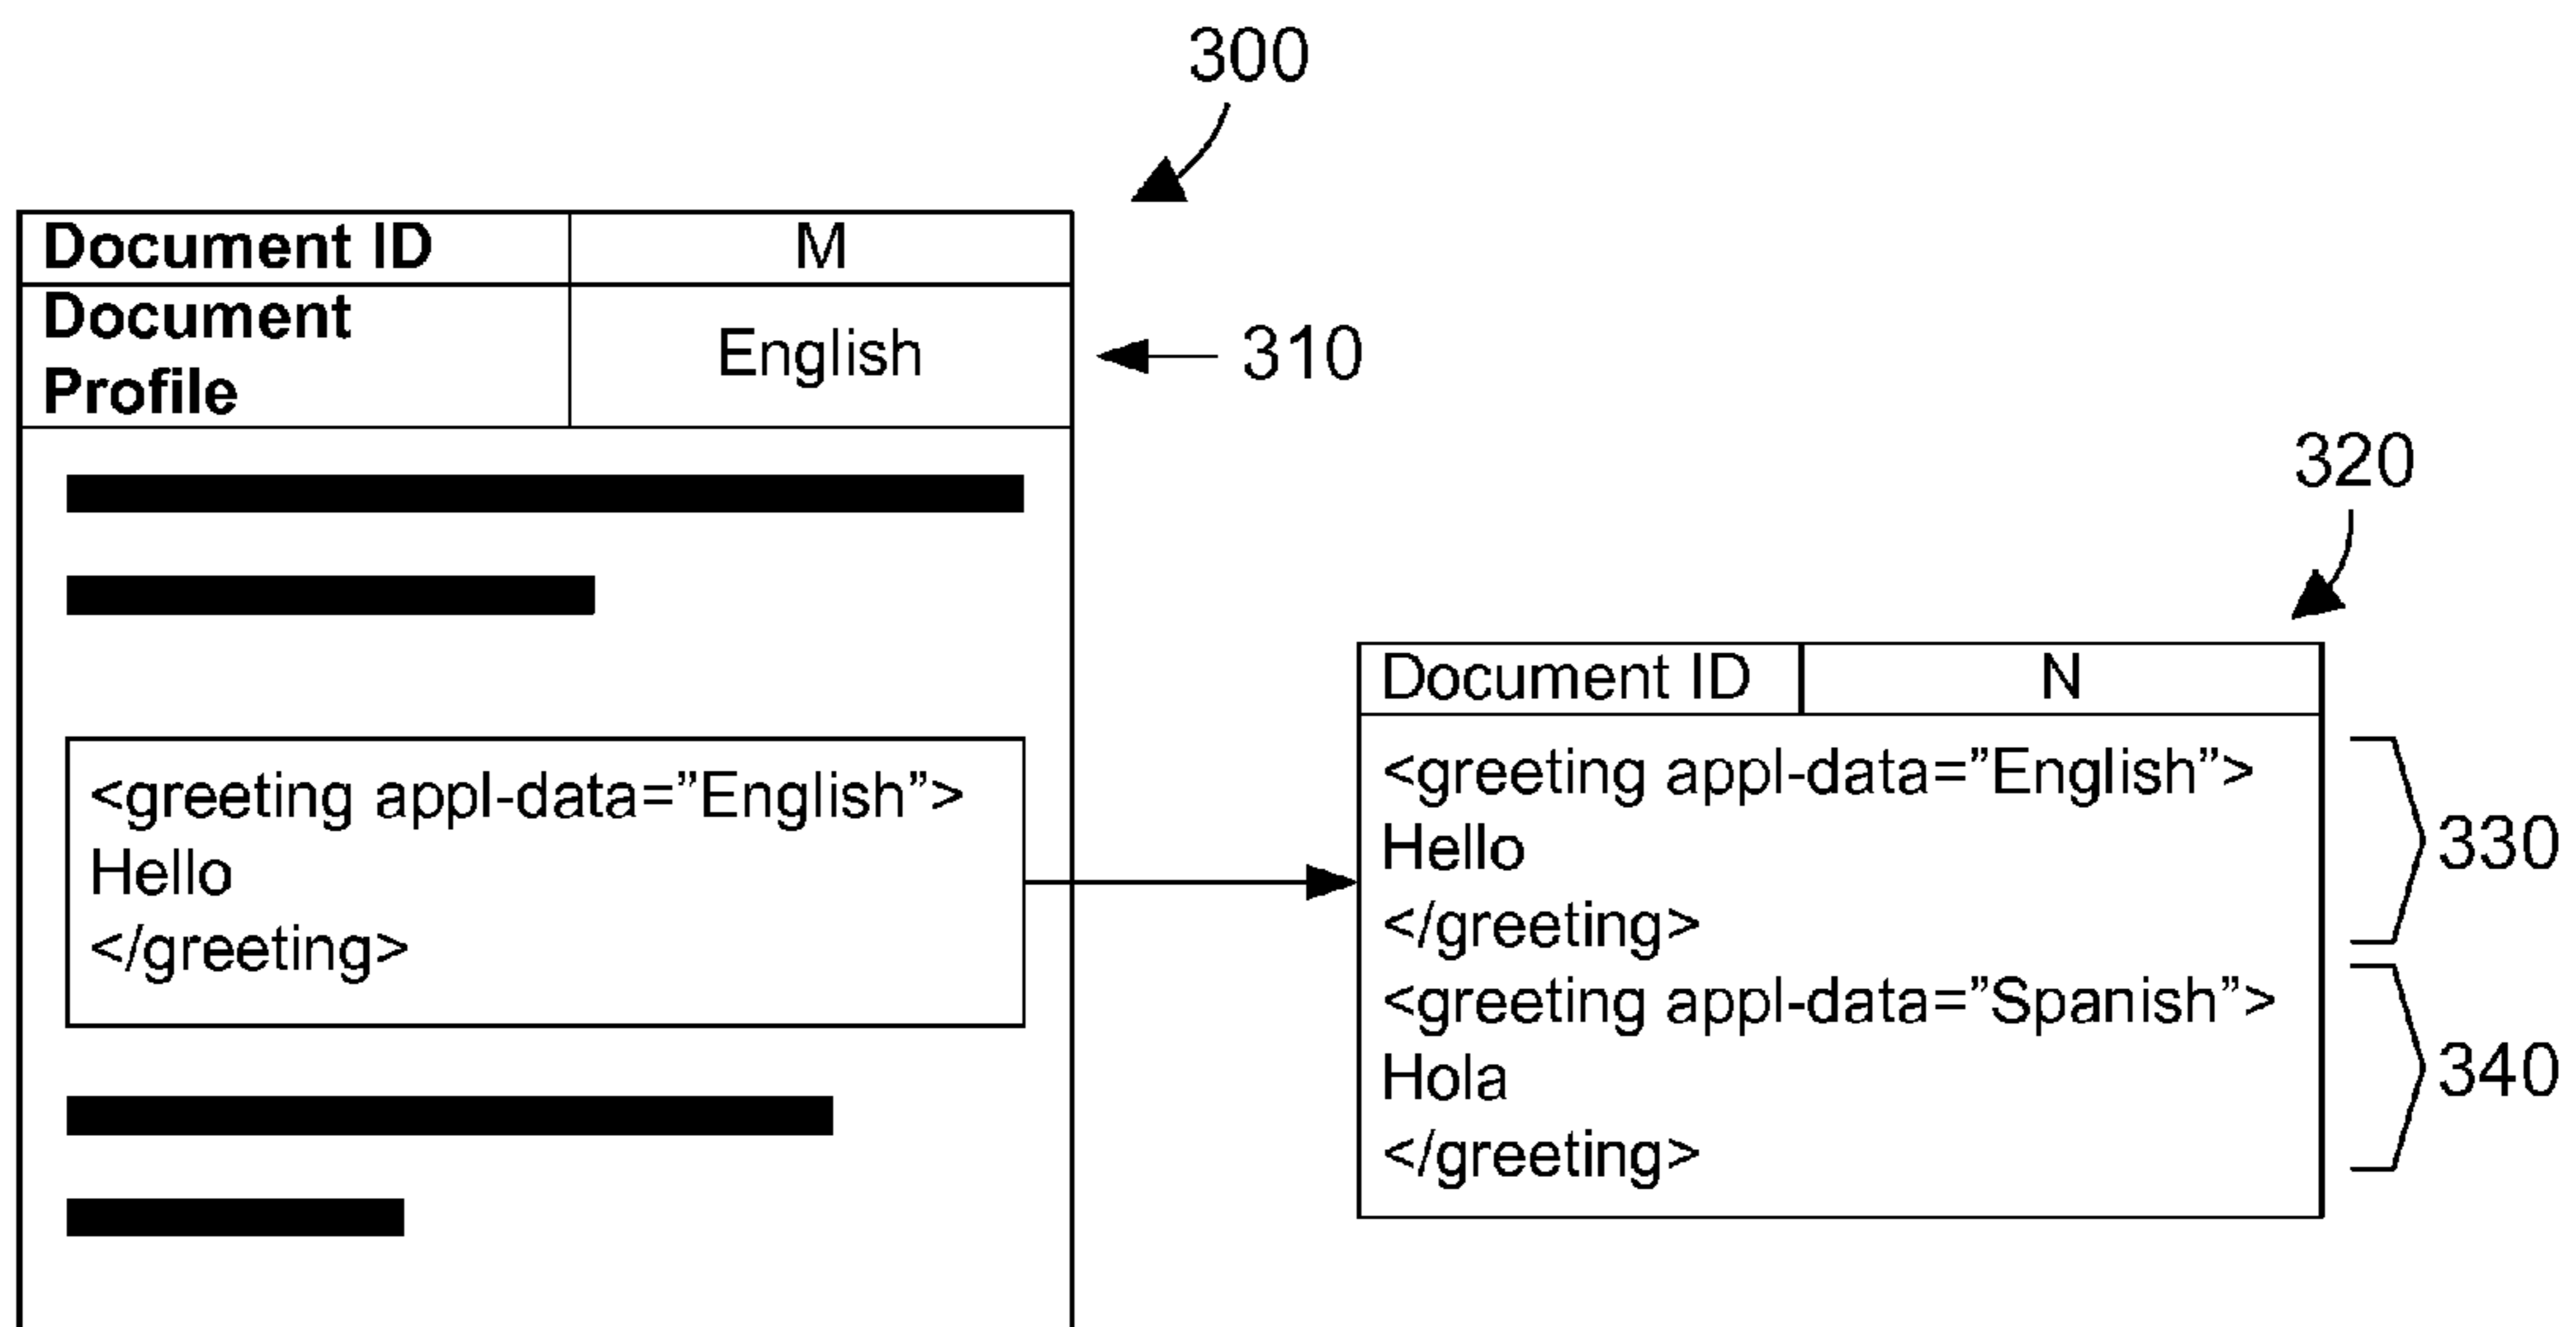 300
Document ID M
Document
Profile
English
310
<greeting appl-data=”English”>
Hello
</greeting>
320
Document ID N
<greeting appl-data=”English”>
Hello
</greeting>
330
<greeting appl-data=”Spanish”>
Hola
</greeting>
340